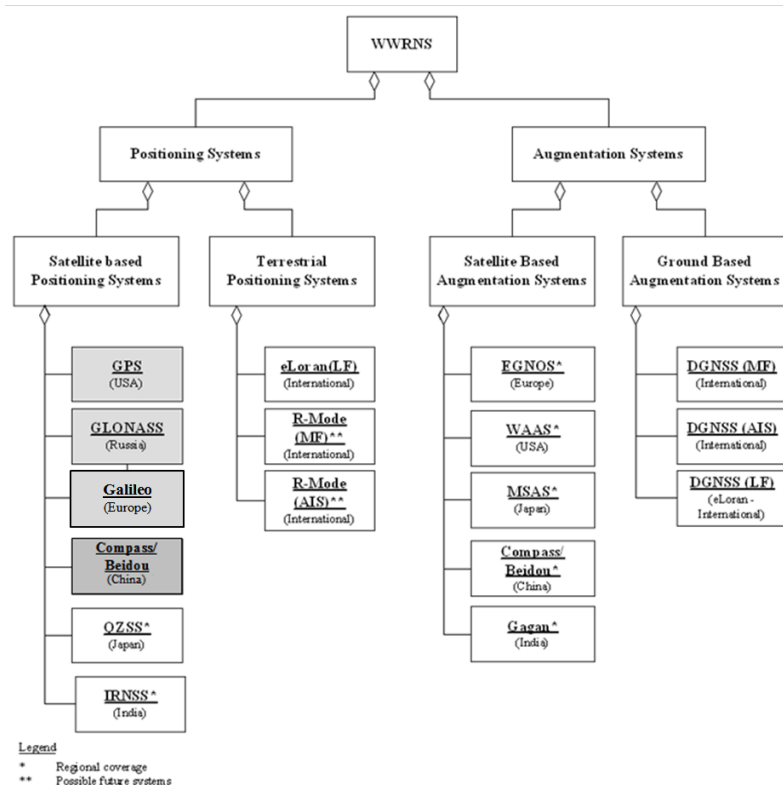 WWRNS
Positioning Systems
Augmentation Systems
Satellite based
Positioning Systems
Terrestrial
Positioning Systems
Satellite Based
Augmentation Systems
Ground Based
Augmentation Systems
GPS
(USA)
GLONASS
(Russia)
Galileo
(Europe)
Compass/
Beidou
(China)
QZSS*
(Japan)
IRNSS*
(India)
eLoran(LF)
(International)
R-Mode
(MF)**
(International)
R-Mode
(AIS)**
(International)
EGNOS*
(Europe)
WAAS*
(USA)
MSAS*
(Japan)
Compass/
Beidou*
(China)
Gagan*
(India)
DGNSS (MF)
(International)
DGNSS (AIS)
(International)
DGNSS (LF)
(eLoran -
International)
Legend
* Regional coverage
** Possible future systems